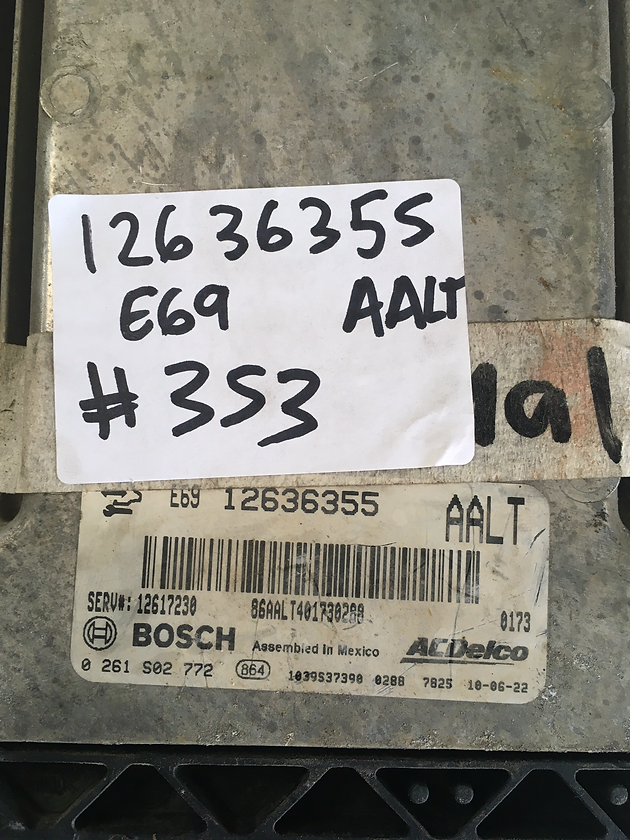 12636355
E69 AALT
#353
lal
E69 12636355 AALT
SERV#: 12617230 86AALT401730288 0173
BOSCH Assembled in Mexico ACDelco
0 261 S02 772 864 1039S37390 0288 7825 10-06-22